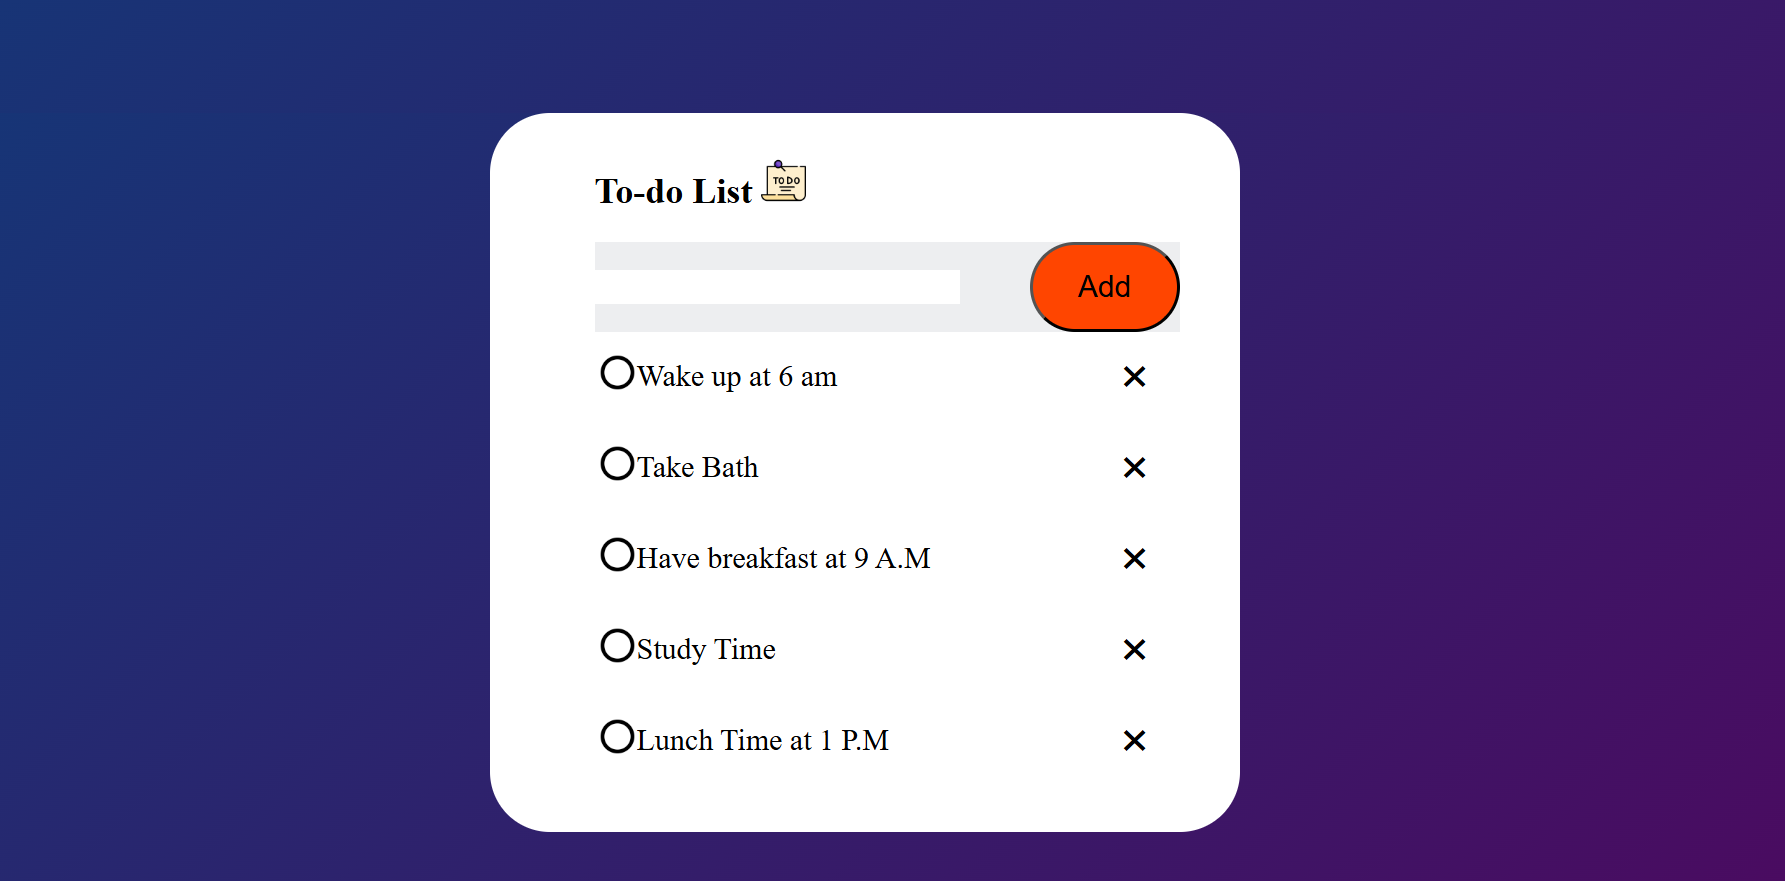 To-do List
TO DO
Add
Wake up at 6 am
Take Bath
Have breakfast at 9 A.M
Study Time
Lunch Time at 1 P.M